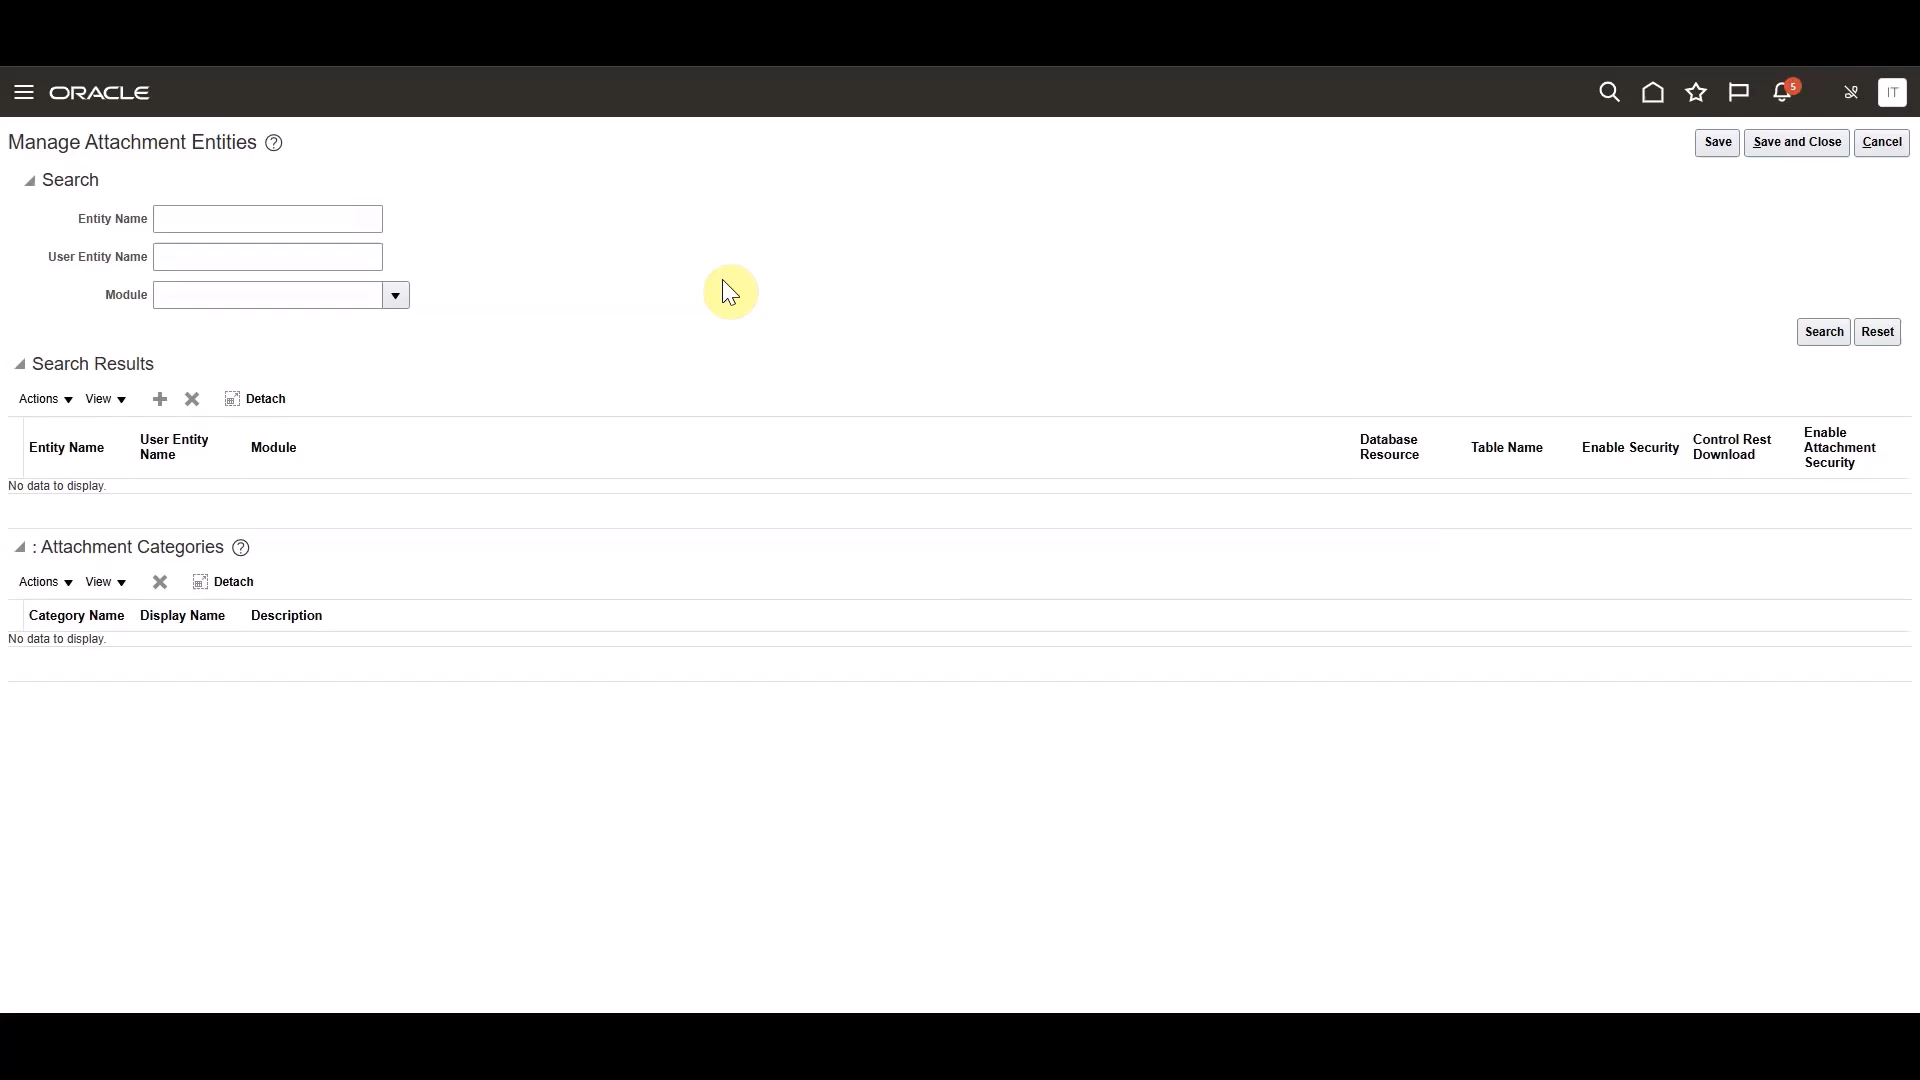 ORACLE
5
IT
Manage Attachment Entities ?
Save
Save and Close
Cancel
Search
Entity Name
User Entity Name
Module
Search
Reset
Search Results
Actions
View
Detach
Entity Name
User Entity
Name
Module
Database
Resource
Table Name
Enable Security
Control Rest
Download
Enable
Attachment
Security
No data to display.
: Attachment Categories ?
Actions
View
Detach
Category Name
Display Name
Description
No data to display.